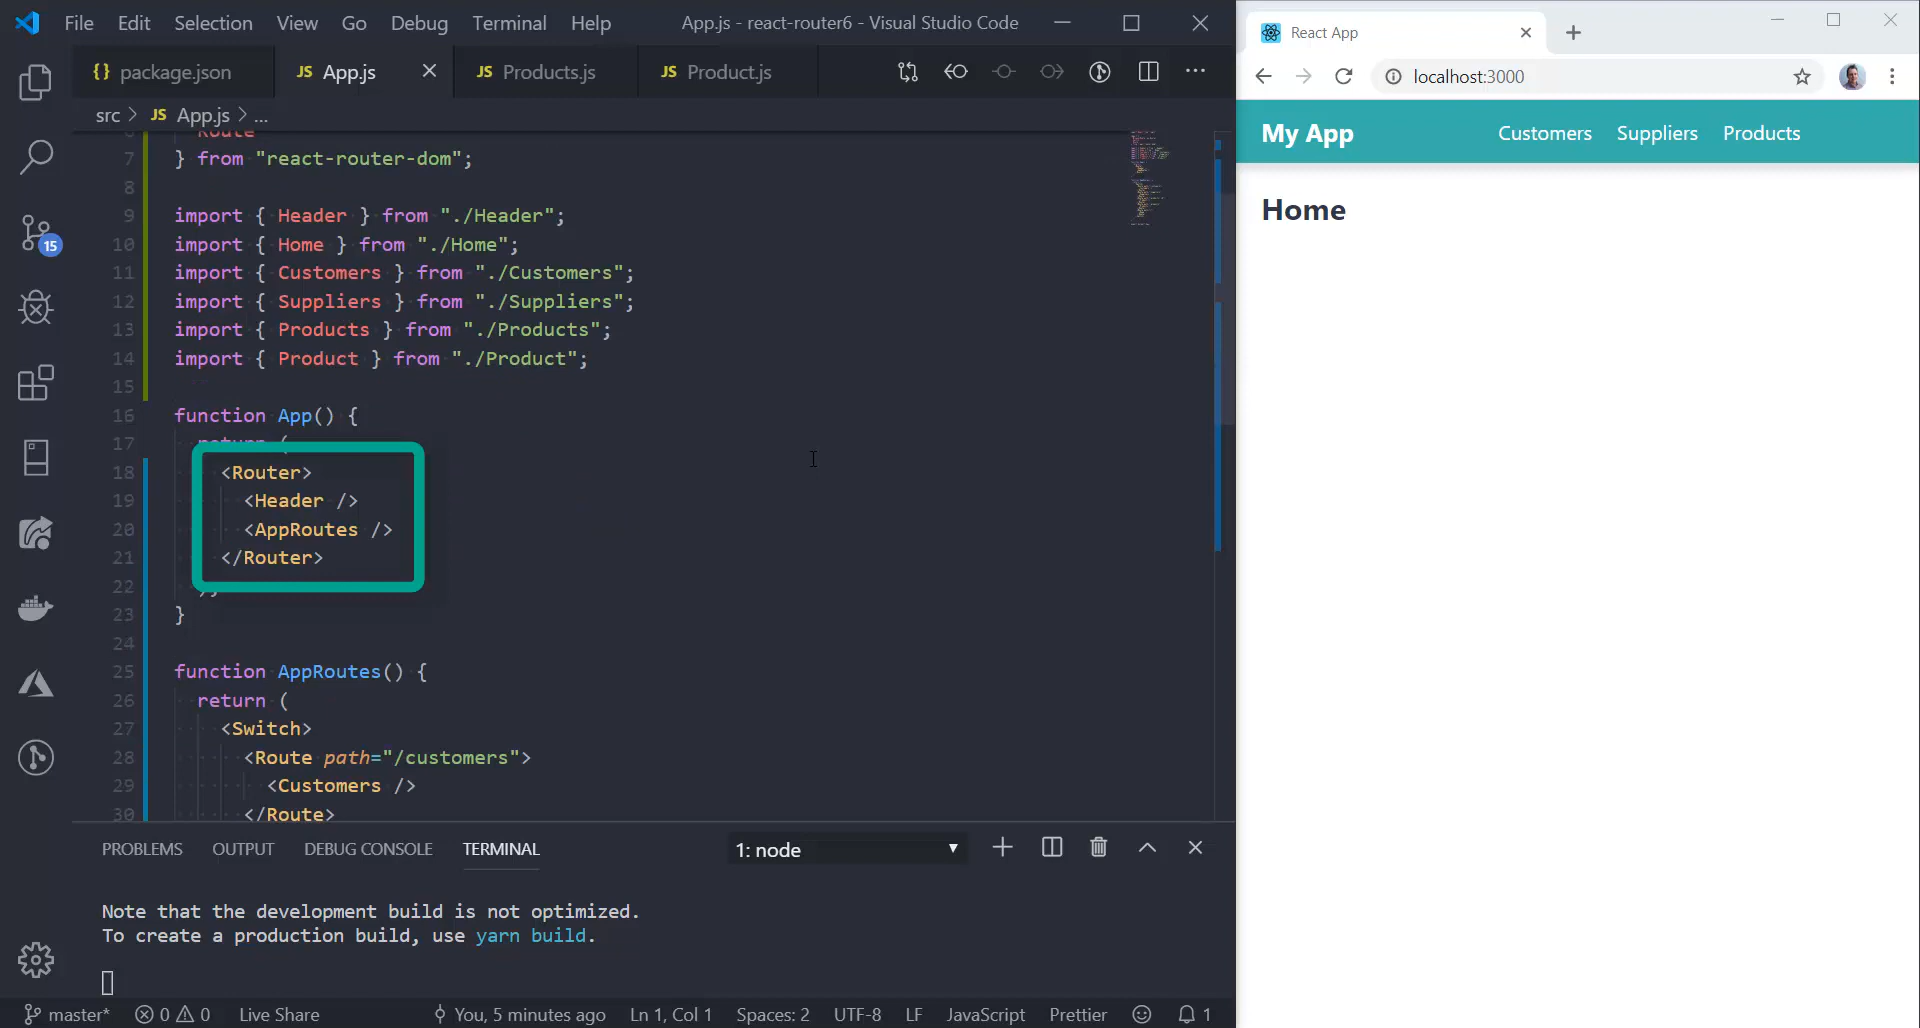 File Edit Selection View Go Debug Terminal Help App.js - react-router6 - Visual Studio Code
{} package.json JS App.js JS Products.js JS Product.js
src > JS App.js > ...
Route
7 } from "react-router-dom";
8
9 import { Header } from "./Header";
10 import { Home } from "./Home";
11 import { Customers } from "./Customers";
12 import { Suppliers } from "./Suppliers";
13 import { Products } from "./Products";
14 import { Product } from "./Product";
15
16 function App() {
17 return (
18 <Router>
19 <Header />
20 <AppRoutes />
21 </Router>
22 );
23 }
24
25 function AppRoutes() {
26 return (
27 <Switch>
28 <Route path="/customers">
29 <Customers />
30 </Route>
15
PROBLEMS OUTPUT DEBUG CONSOLE TERMINAL 1: node
Note that the development build is not optimized.
To create a production build, use yarn build.
master* 0 0 Live Share You, 5 minutes ago Ln 1, Col 1 Spaces: 2 UTF-8 LF JavaScript Prettier 1
React App
localhost:3000
My App Customers Suppliers Products
Home